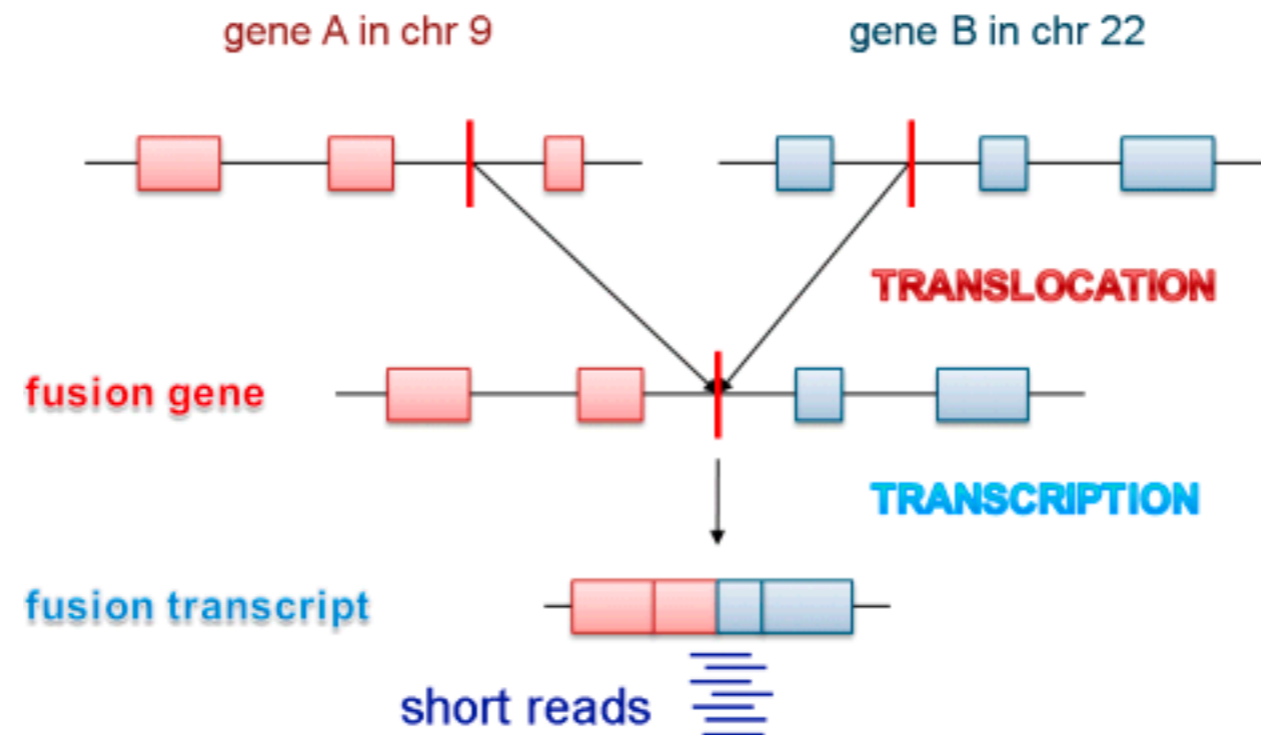 gene A in chr 9
gene B in chr 22
TRANSLOCATION
fusion gene
TRANSCRIPTION
fusion transcript
short reads